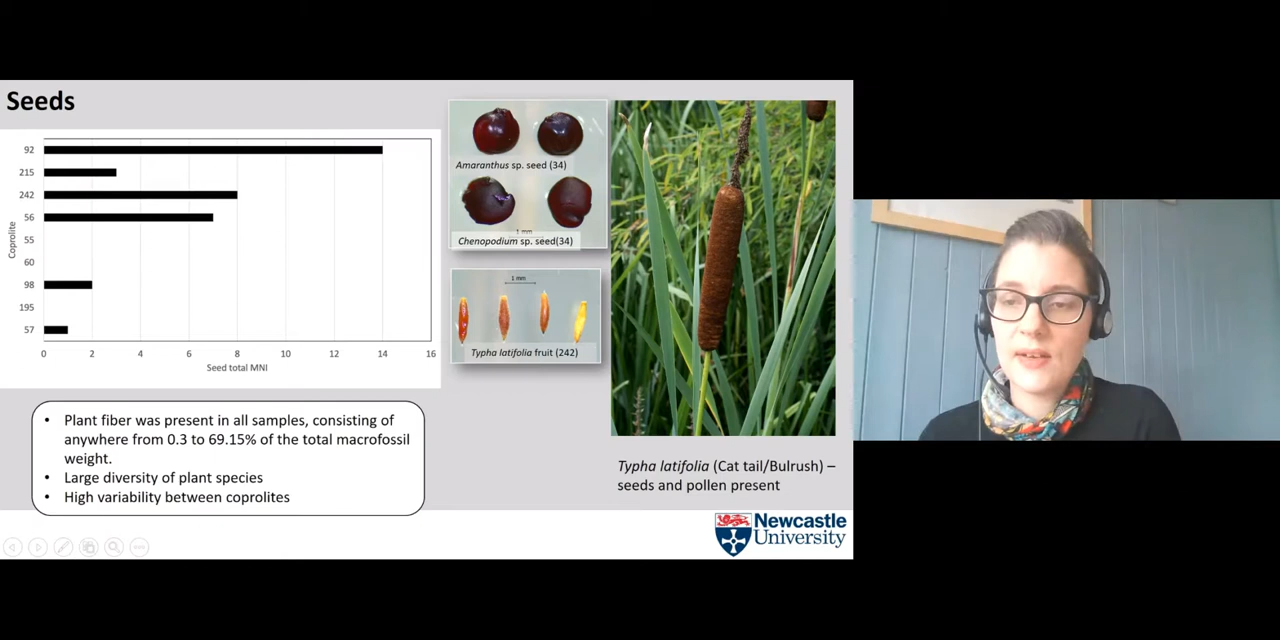 Seeds
92
215
242
56
55
60
98
195
57
Coprolite
0 2 4 6 8 10 12 14 16
Seed total MNI
Amaranthus sp. seed (34)
1 mm
Chenopodium sp. seed(34)
1 mm
Typha latifolia fruit (242)
• Plant fiber was present in all samples, consisting of
anywhere from 0.3 to 69.15% of the total macrofossil
weight.
• Large diversity of plant species
• High variability between coprolites
Typha latifolia (Cat tail/Bulrush) –
seeds and pollen present
Newcastle
University